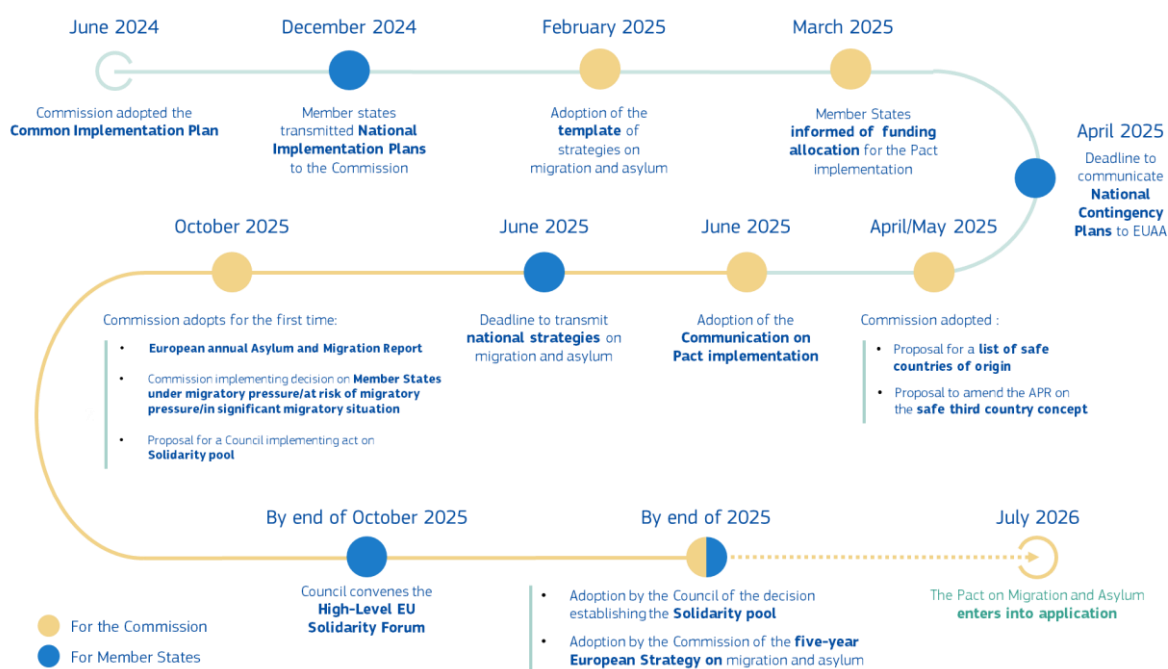 June 2024
Commission adopted the
Common Implementation Plan
December 2024
Member states
transmitted National
Implementation Plans
to the Commission
February 2025
Adoption of the
template of
strategies on
migration and asylum
March 2025
Member States
informed of funding
allocation for the Pact
implementation
April 2025
Deadline to
communicate
National
Contingency
Plans to EUAA
April/May 2025
Commission adopted :
• Proposal for a list of safe
countries of origin
• Proposal to amend the APR on
the safe third country concept
June 2025
Adoption of the
Communication on
Pact implementation
June 2025
Deadline to transmit
national strategies on
migration and asylum
October 2025
Commission adopts for the first time:
• European annual Asylum and Migration Report
• Commission implementing decision on Member States
under migratory pressure/at risk of migratory
pressure/in significant migratory situation
• Proposal for a Council implementing act on
Solidarity pool
By end of October 2025
Council convenes the
High-Level EU
Solidarity Forum
By end of 2025
• Adoption by the Council of the decision
establishing the Solidarity pool
• Adoption by the Commission of the five-year
European Strategy on migration and asylum
July 2026
The Pact on Migration and Asylum
enters into application
For the Commission
For Member States